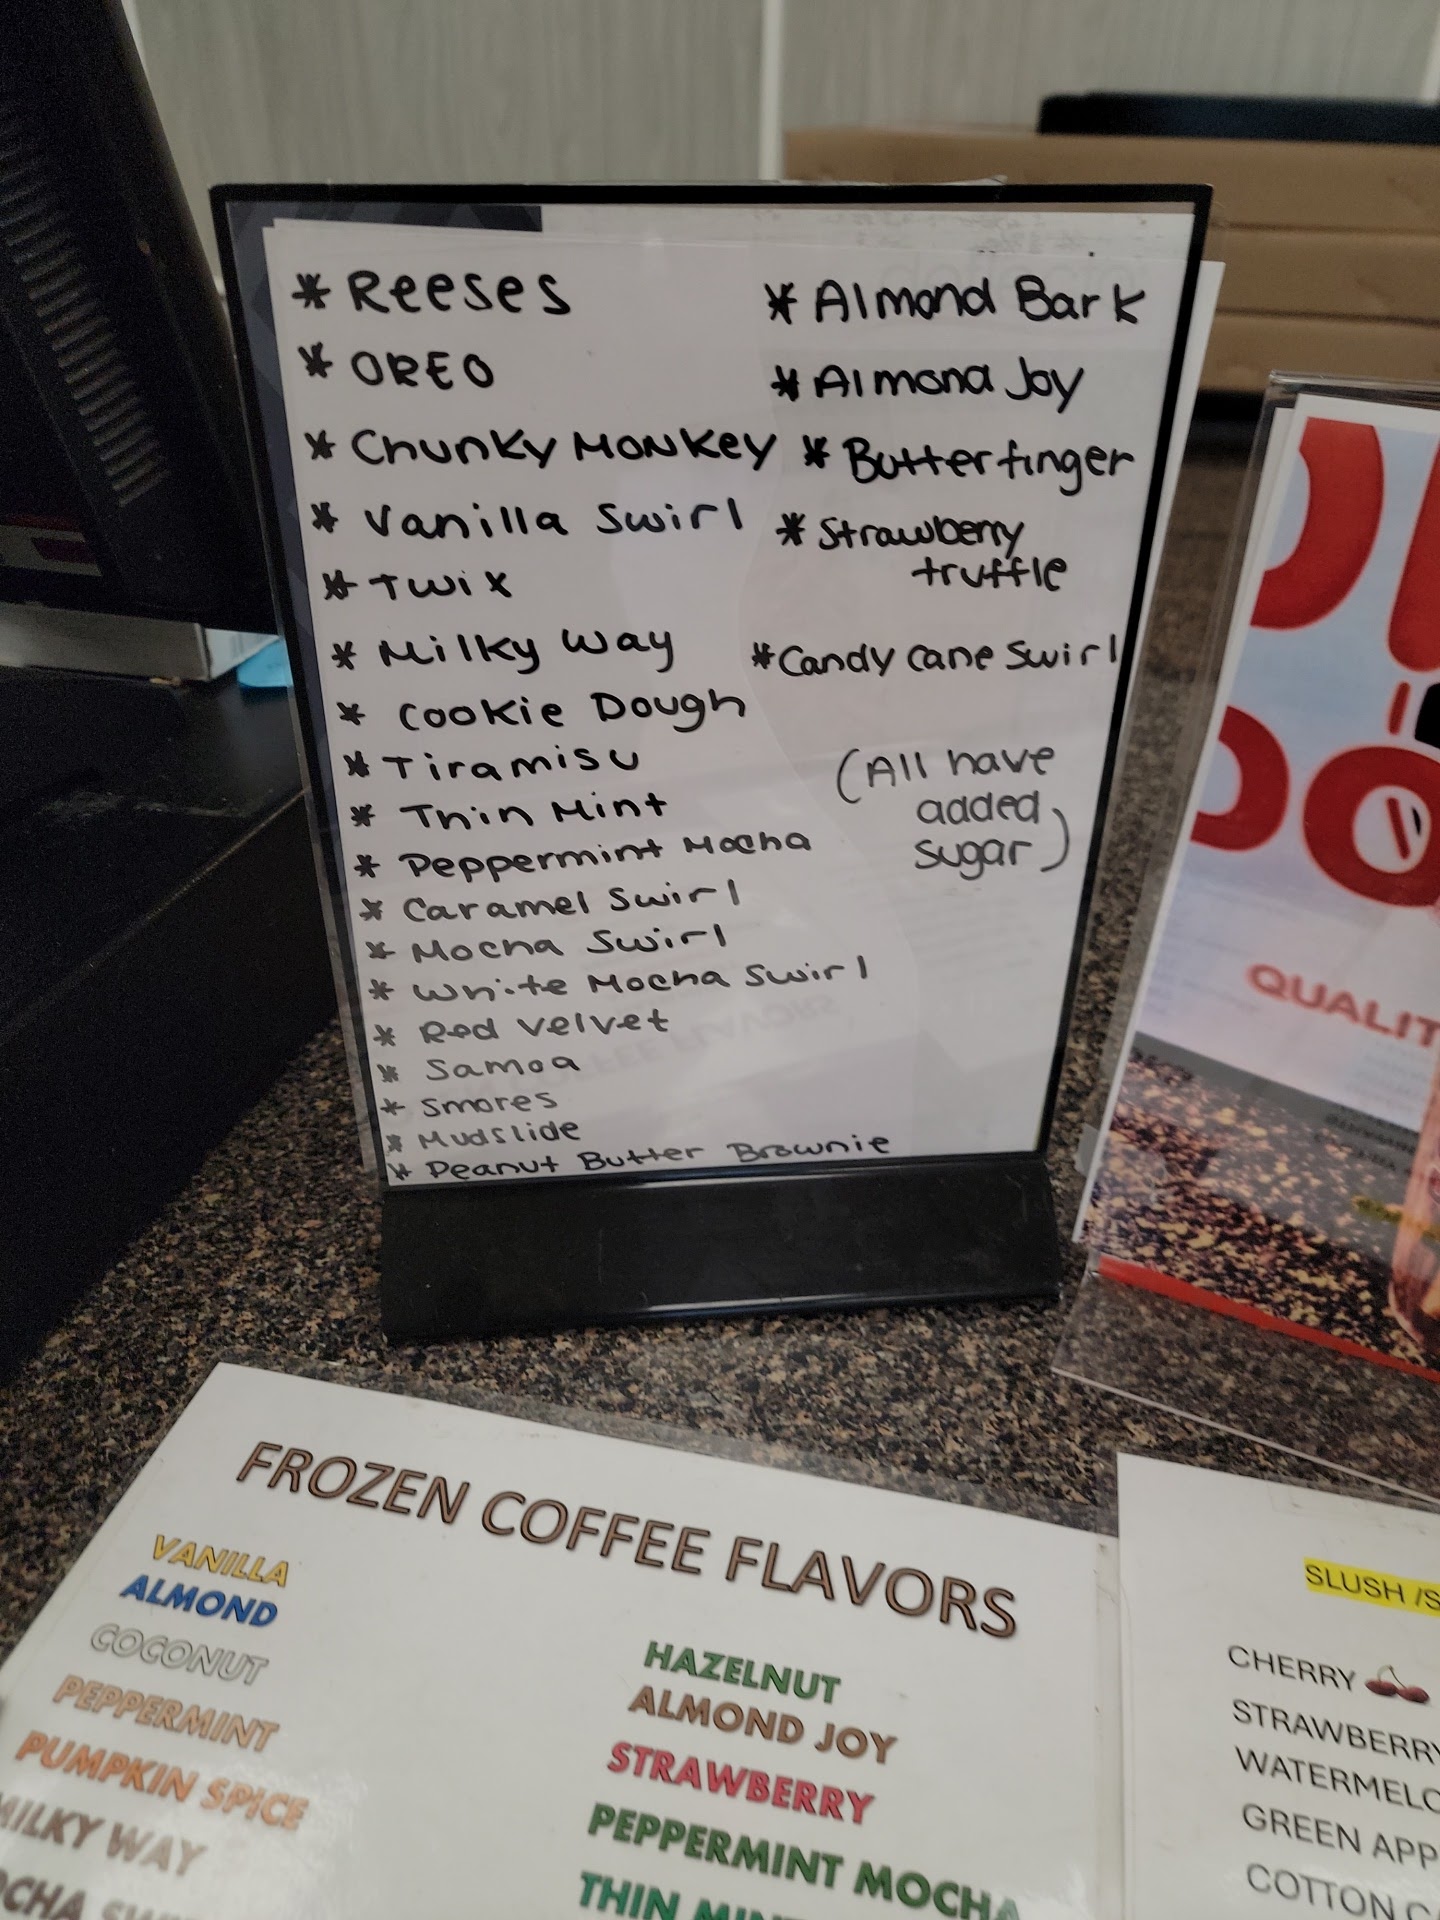 * Reeses
* OREO
* Chunky Monkey
* Vanilla Swirl
* Twix
* Milky Way
* Cookie Dough
* Tiramisu
* Thin Mint
* Peppermint Mocha
* Caramel Swirl
* Mocha Swirl
* White Mocha Swirl
* Red Velvet
* Samoa
* Smores
* Mudslide
* Peanut Butter Brownie
* Almond Bark
* Almond Joy
* Butterfinger
* Strawberry
truffle
* Candy Cane Swirl
(All have
added
sugar)
QUALIT
FROZEN COFFEE FLAVORS
VANILLA
ALMOND
COCONUT
PEPPERMINT
PUMPKIN SPICE
MILKY WAY
HAZELNUT
ALMOND JOY
STRAWBERRY
PEPPERMINT MOCHA
THIN MIN
SLUSH /S
CHERRY
STRAWBERRY
WATERMELO
GREEN APP
COTTON C